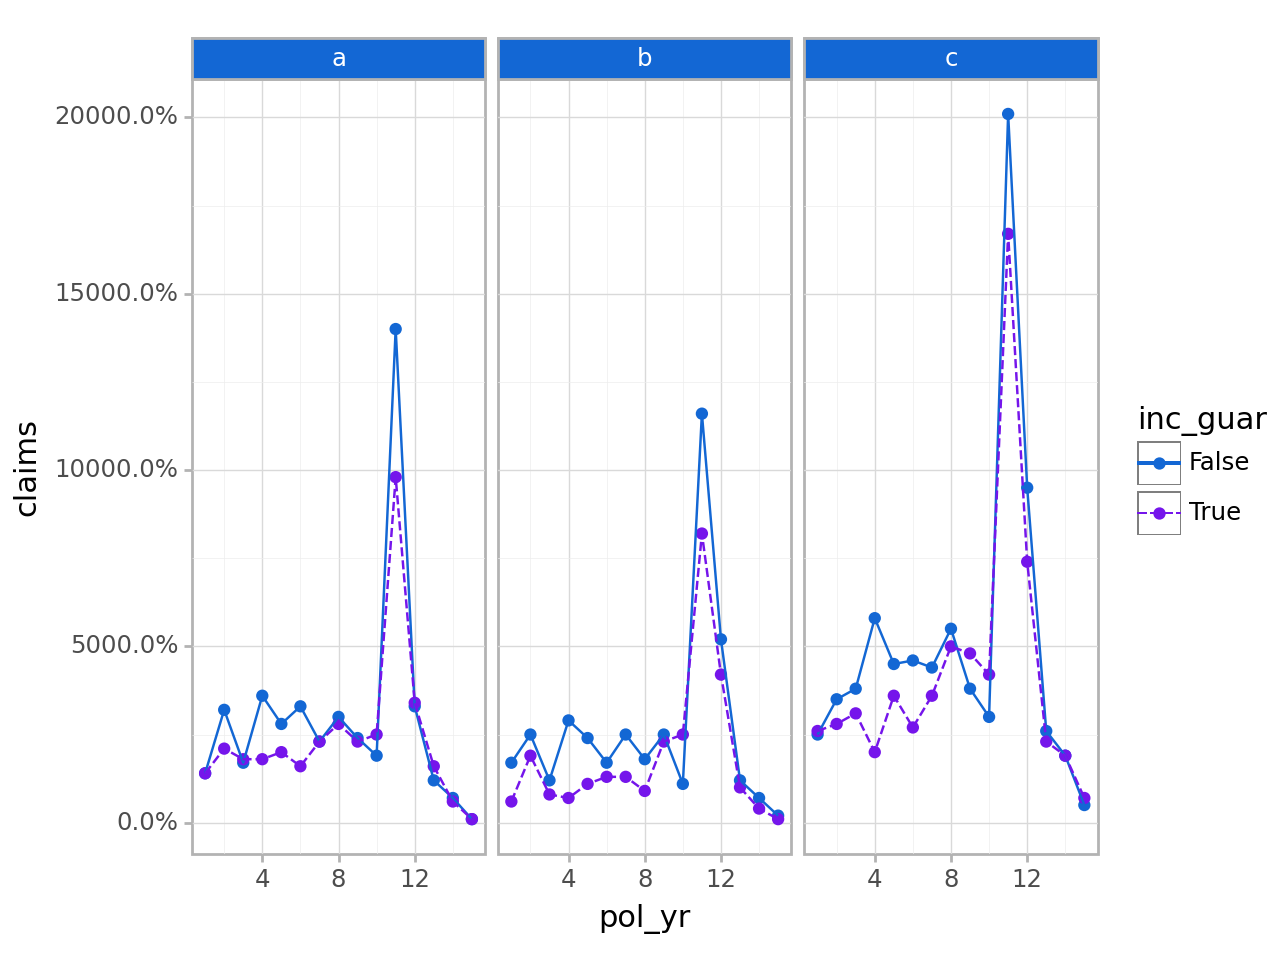 a b c
20000.0%
15000.0%
10000.0%
5000.0%
0.0%
claims
4 8 12 4 8 12 4 8 12
pol_yr
inc_guar
False
True